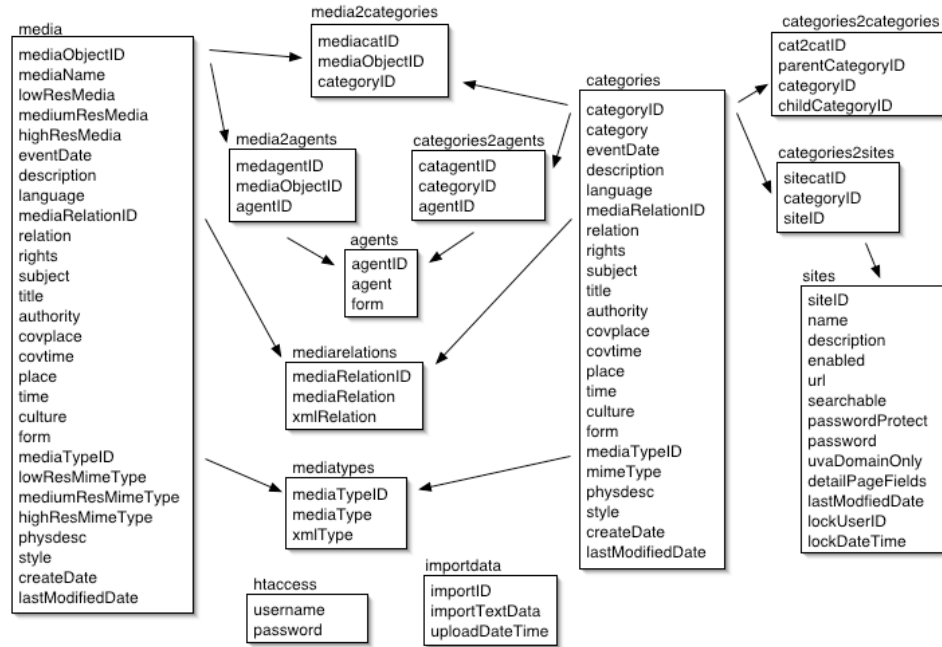 media
mediaObjectID
mediaName
lowResMedia
mediumResMedia
highResMedia
eventDate
description
language
mediaRelationID
relation
rights
subject
title
authority
covplace
covtime
place
time
culture
form
mediaTypeID
lowResMimeType
mediumResMimeType
highResMimeType
physdesc
style
createDate
lastModifiedDate
media2categories
mediacatID
mediaObjectID
categoryID
media2agents
medagentID
mediaObjectID
agentID
categories2agents
catagentID
categoryID
agentID
agents
agentID
agent
form
mediarelations
mediaRelationID
mediaRelation
xmlRelation
mediatypes
mediaTypeID
mediaType
xmlType
htaccess
username
password
importdata
importID
importTextData
uploadDateTime
categories
categoryID
category
eventDate
description
language
mediaRelationID
relation
rights
subject
title
authority
covplace
covtime
place
time
culture
form
mediaTypeID
mimeType
physdesc
style
createDate
lastModifiedDate
categories2categories
cat2catID
parentCategoryID
categoryID
childCategoryID
categories2sites
sitecatID
categoryID
siteID
sites
siteID
name
description
enabled
url
searchable
passwordProtect
password
uvaDomainOnly
detailPageFields
lastModfiedDate
lockUserID
lockDateTime